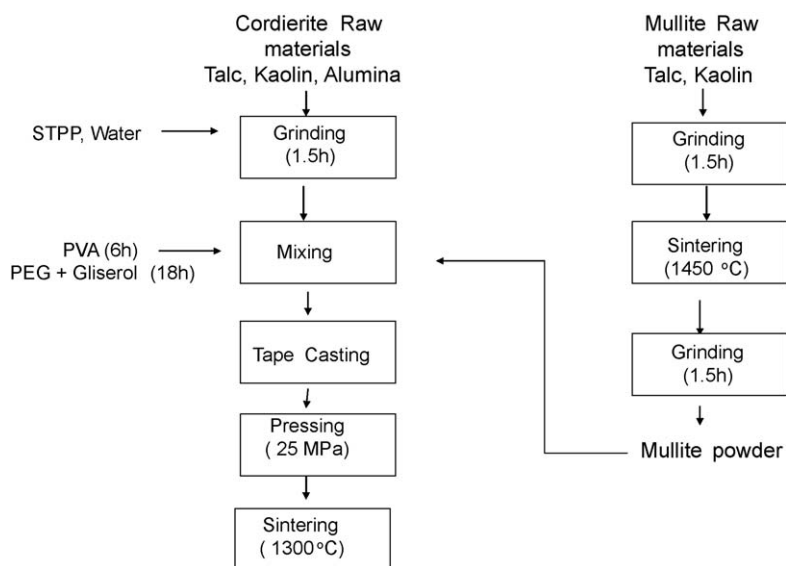 Cordierite Raw
materials
Talc, Kaolin, Alumina
STPP, Water
Grinding
(1.5h)
PVA (6h)
PEG + Gliserol (18h)
Mixing
Tape Casting
Pressing
( 25 MPa)
Sintering
( 1300 °C)
Mullite Raw
materials
Talc, Kaolin
Grinding
(1.5h)
Sintering
(1450 °C)
Grinding
(1.5h)
Mullite powder